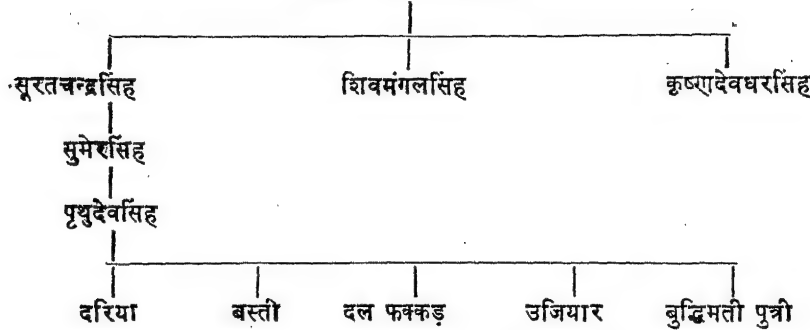 सूरतचन्द्रसिंह शिवमंगलसिंह कृष्णदेवधरसिंह
सुमेरसिंह
पृथुदेवसिंह
दरिया बस्ती दल फक्कड़ उजियार बुद्धिमती पुत्री